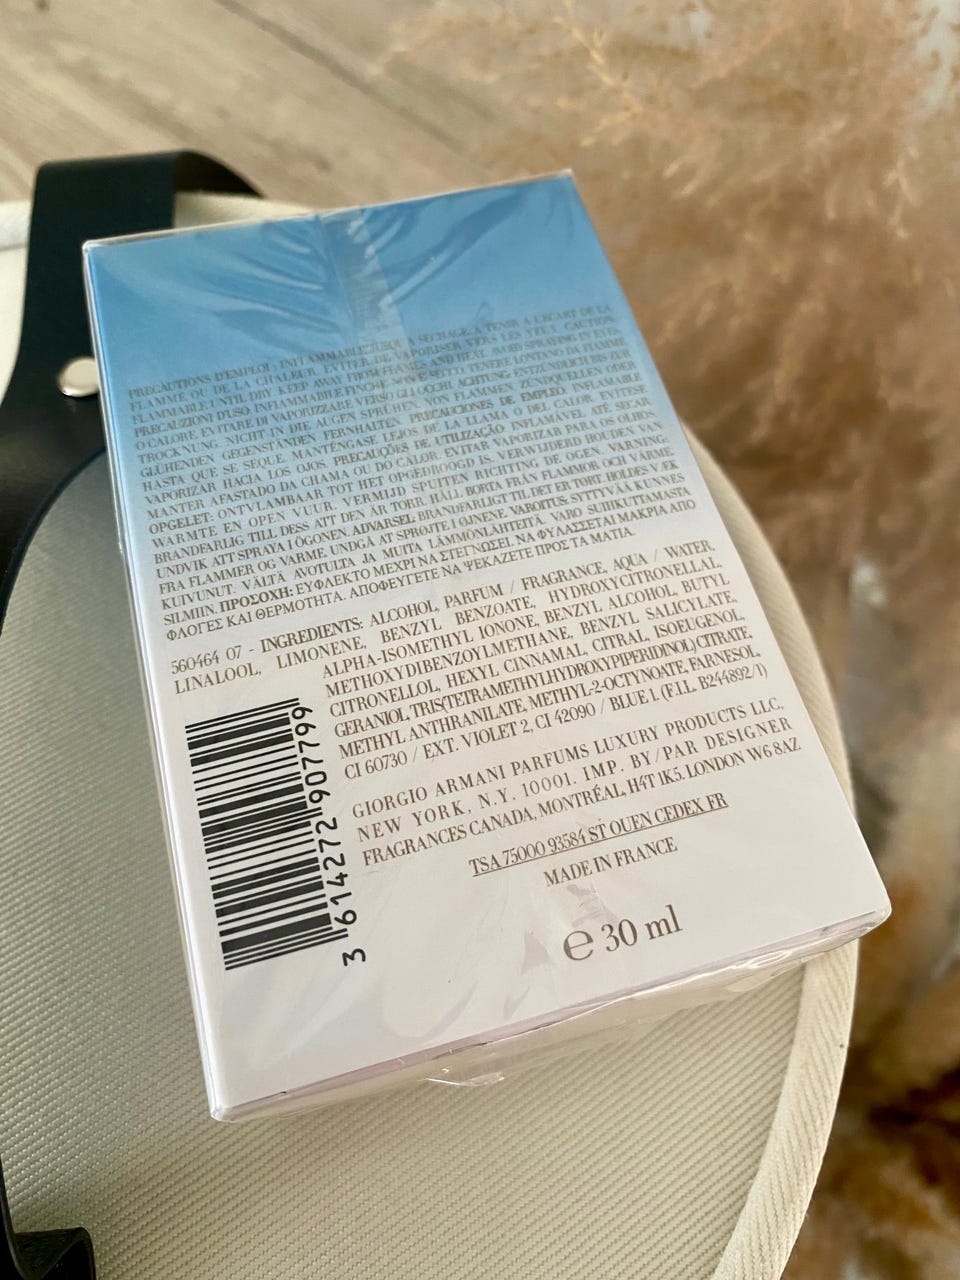 PRECAUTIONS D'EMPLOI : INFLAMMABLE JUSQU'À SÉCHAGE. À TENIR À L'ÉCART DE LA
FLAMME OU DE LA CHALEUR. ÉVITER DE VAPORISER VERS LES YEUX. CAUTION:
FLAMMABLE UNTIL DRY. KEEP AWAY FROM FLAMES AND HEAT. AVOID SPRAYING IN EYES.
PRECAUZIONI D'USO: INFIAMMABILE FINCHÉ NON È SECCO. TENERE LONTANO DA FIAMME
O CALORE. EVITARE DI VAPORIZZARE VERSO GLI OCCHI. ACHTUNG: ENTZÜNDLICH BIS ZUR
TROCKNUNG. NICHT IN DIE AUGEN SPRÜHEN. VON FLAMMEN, ZÜNDQUELLEN ODER
GLÜHENDEN GEGENSTÄNDEN FERNHALTEN. PRECAUCIONES DE EMPLEO: INFLAMABLE
HASTA QUE SE SEQUE. MANTÉNGASE LEJOS DE LA LLAMA O DEL CALOR. EVÍTESE
VAPORIZAR HACIA LOS OJOS. PRECAUÇÕES DE UTILIZAÇÃO: INFLAMÁVEL ATÉ SECAR.
MANTER AFASTADO DA CHAMA OU DO CALOR. EVITAR VAPORIZAR PARA OS OLHOS.
OPGELET: ONTVLAMBAAR TOT HET OPGEDROOGD IS. VERWIJDERD HOUDEN VAN
WARMTE EN OPEN VUUR. VERMIJD SPUITEN RICHTING DE OGEN. VARNING:
BRANDFARLIG TILL DESS ATT DEN ÄR TORR. HÅLL BORTA FRÅN FLAMMOR OCH VÄRME.
UNDVIK ATT SPRAYA I ÖGONEN. ADVARSEL: BRANDFARLIGT TIL DET ER TØRT. HOLDES VÆK
FRA FLAMMER OG VARME. UNDGÅ AT SPRØJTE I ØJNENE. VAROITUS: SYTTYVÄÄ KUNNES
KUIVUNUT. VÄLTÄ AVOTULTA JA MUITA LÄMMÖNLÄHTEITÄ. VARO SUIHKUTTAMASTA
SILMIIN. ΠΡΟΣΟΧΗ: ΕΥΦΛΕΚΤΟ ΜΕΧΡΙ ΝΑ ΣΤΕΓΝΩΣΕΙ. ΝΑ ΦΥΛΑΣΣΕΤΑΙ ΜΑΚΡΙΑ ΑΠΟ
ΦΛΟΓΕΣ ΚΑΙ ΘΕΡΜΟΤΗΤΑ. ΑΠΟΦΕΥΓΕΤΕ ΝΑ ΨΕΚΑΖΕΤΕ ΠΡΟΣ ΤΑ ΜΑΤΙΑ.
560464 07 - INGREDIENTS: ALCOHOL, PARFUM / FRAGRANCE, AQUA / WATER,
LINALOOL, LIMONENE, BENZYL BENZOATE, HYDROXYCITRONELLAL,
ALPHA-ISOMETHYL IONONE, BENZYL ALCOHOL, BUTYL
METHOXYDIBENZOYLMETHANE, BENZYL SALICYLATE,
CITRONELLOL, HEXYL CINNAMAL, CITRAL, ISOEUGENOL,
GERANIOL, TRIS(TETRAMETHYLHYDROXYPIPERIDINOL) CITRATE,
METHYL ANTHRANILATE, METHYL-2-OCTYNOATE, FARNESOL,
CI 60730 / EXT. VIOLET 2, CI 42090 / BLUE 1. (F.I.L. B244892/1)
GIORGIO ARMANI PARFUMS LUXURY PRODUCTS LLC,
NEW YORK, N.Y. 10001. IMP. BY/PAR DESIGNER
FRAGRANCES CANADA, MONTRÉAL, H4T 1K5. LONDON W6 8AZ
TSA 75000 93584 ST OUEN CEDEX FR
MADE IN FRANCE
℮ 30 ml
3 614272 907799